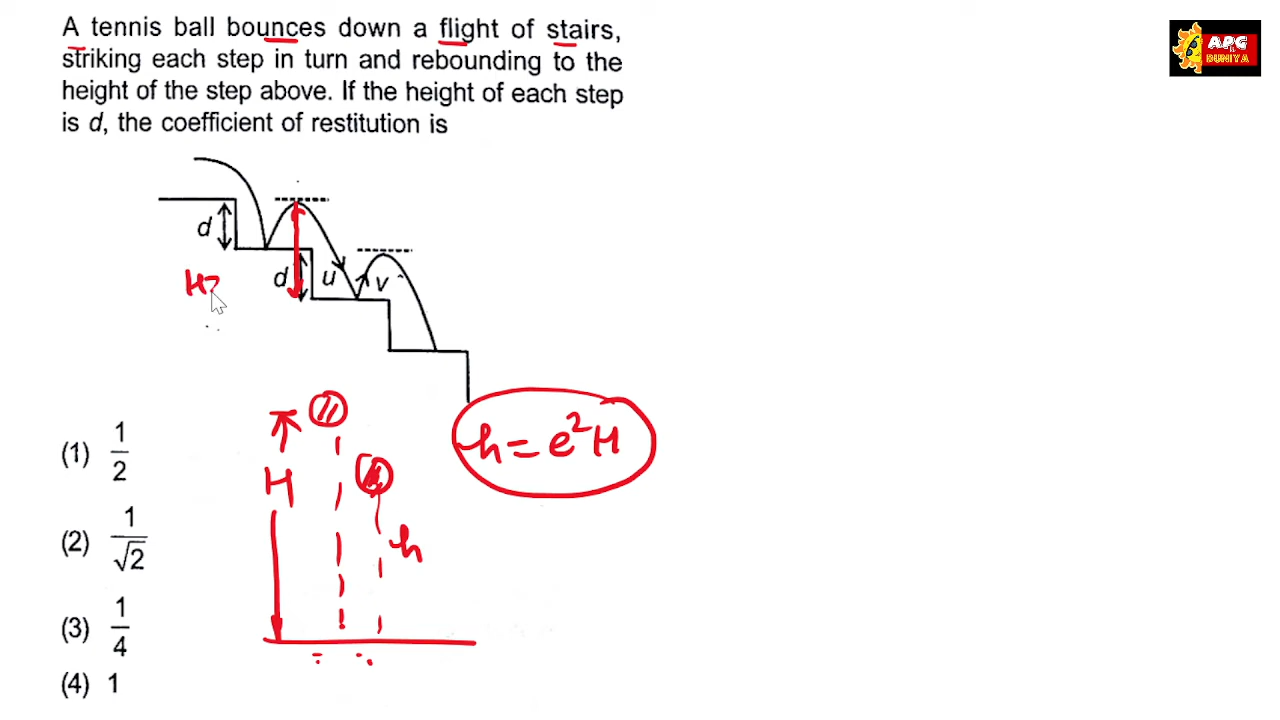 A tennis ball bounces down a flight of stairs,
striking each step in turn and rebounding to the
height of the step above. If the height of each step
is d, the coefficient of restitution is
APG
DUNIYA
d
d
u
v
H=
(1) 1/2
(2) 1/√2
(3) 1/4
(4) 1
H
h
h = e²H